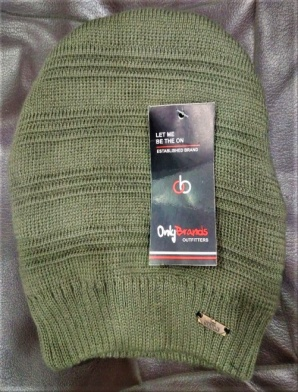 LET ME
BE THE ON
ESTABLISHED BRAND
OnlyBrands
OUTFITTERS